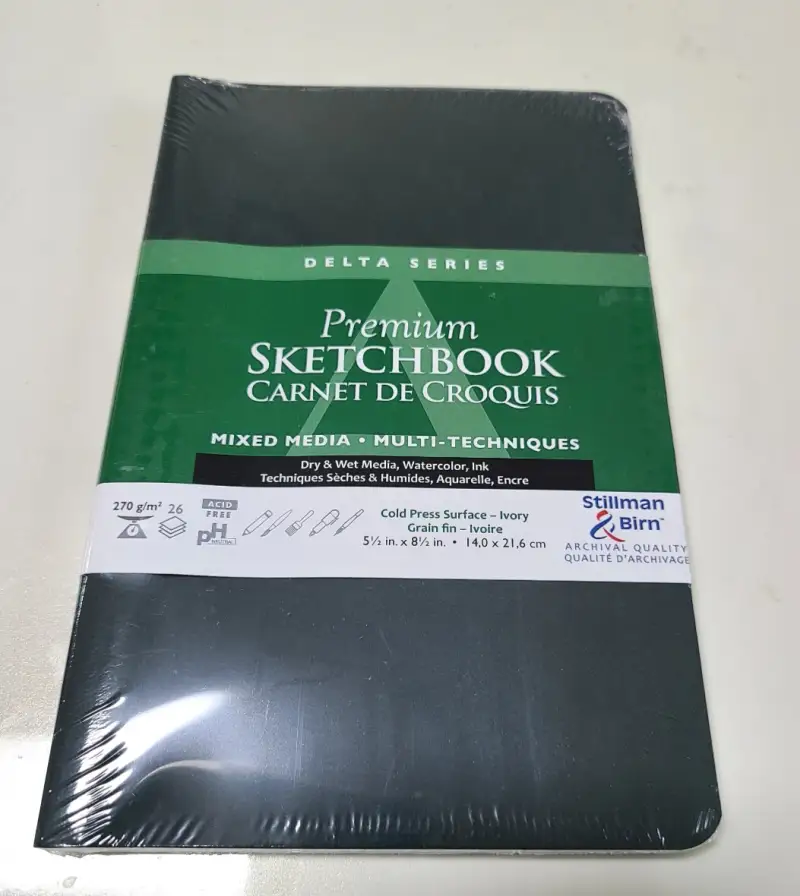 DELTA SERIES
Premium
SKETCHBOOK
CARNET DE CROQUIS
MIXED MEDIA • MULTI-TECHNIQUES
Dry & Wet Media, Watercolor, Ink
Techniques Sèches & Humides, Aquarelle, Encre
270 g/m² 26
ACID
FREE
pH
NEUTRAL
Cold Press Surface – Ivory
Grain fin – Ivoire
5½ in. x 8½ in. • 14,0 x 21,6 cm
Stillman
& Birn™
ARCHIVAL QUALITY
QUALITÉ D'ARCHIVAGE